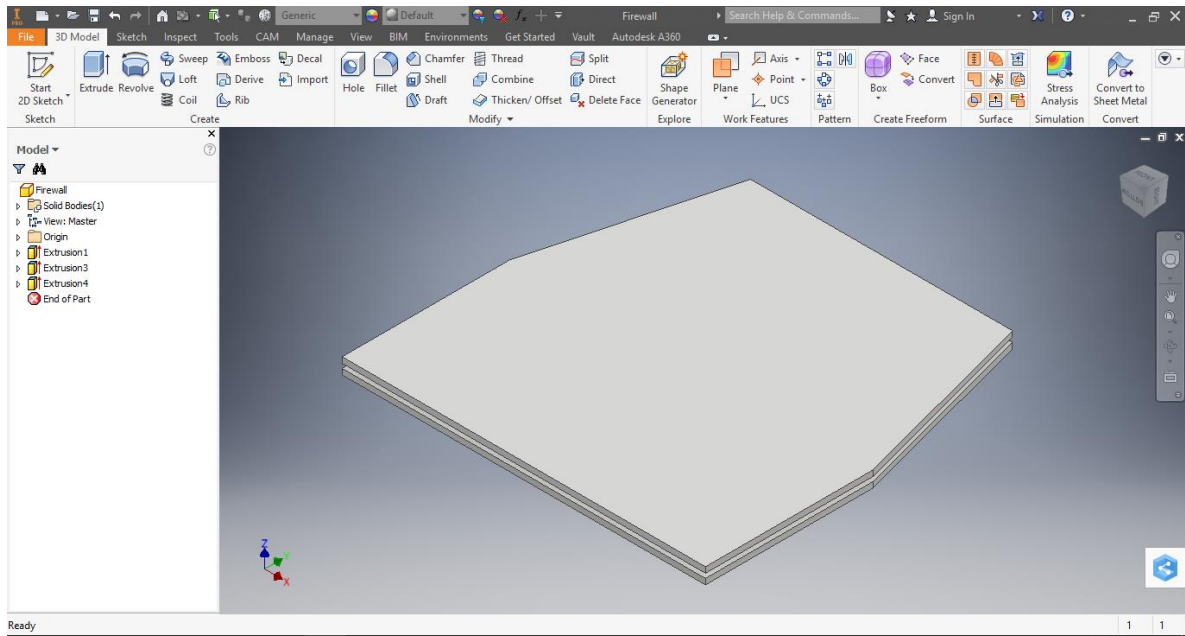 PRO
Generic
Default
Firewall
Search Help & Commands...
Sign In
File 3D Model Sketch Inspect Tools CAM Manage View BIM Environments Get Started Vault Autodesk A360
Start 2D Sketch
Extrude Revolve
Sweep Emboss Decal
Loft Derive Import
Coil Rib
Hole Fillet
Chamfer Thread Split
Shell Combine Direct
Draft Thicken/ Offset Delete Face
Shape Generator
Plane
Axis
Point
UCS
Box
Face
Convert
Stress Analysis
Convert to Sheet Metal
Sketch Create Modify Explore Work Features Pattern Create Freeform Surface Simulation Convert
Model
Firewall
Solid Bodies(1)
View: Master
Origin
Extrusion1
Extrusion3
Extrusion4
End of Part
FRONT
BOTTOM
Z
Y
X
Ready
1 1